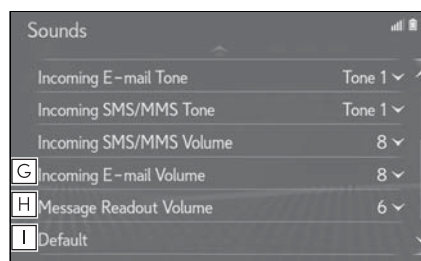 Sounds
Incoming E-mail Tone Tone 1
Incoming SMS/MMS Tone Tone 1
Incoming SMS/MMS Volume 8
G Incoming E-mail Volume 8
H Message Readout Volume 6
I Default